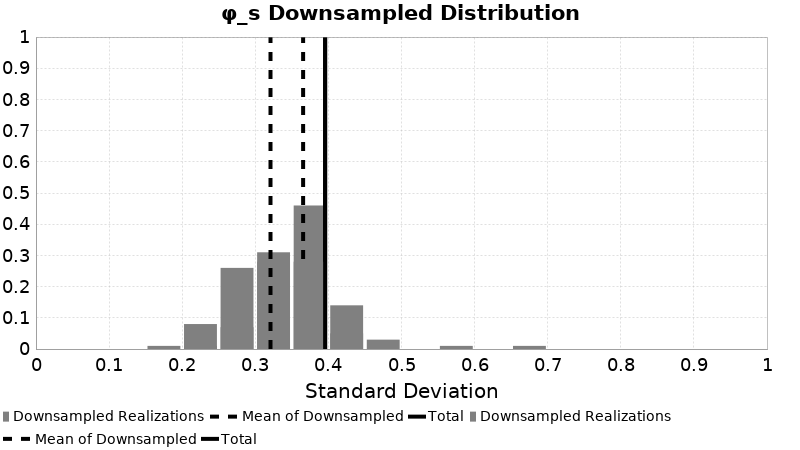 φ_s Downsampled Distribution
1
0.9
0.8
0.7
0.6
0.5
0.4
0.3
0.2
0.1
0
0 0.1 0.2 0.3 0.4 0.5 0.6 0.7 0.8 0.9 1
Standard Deviation
Downsampled Realizations Mean of Downsampled Total Downsampled Realizations
Mean of Downsampled Total